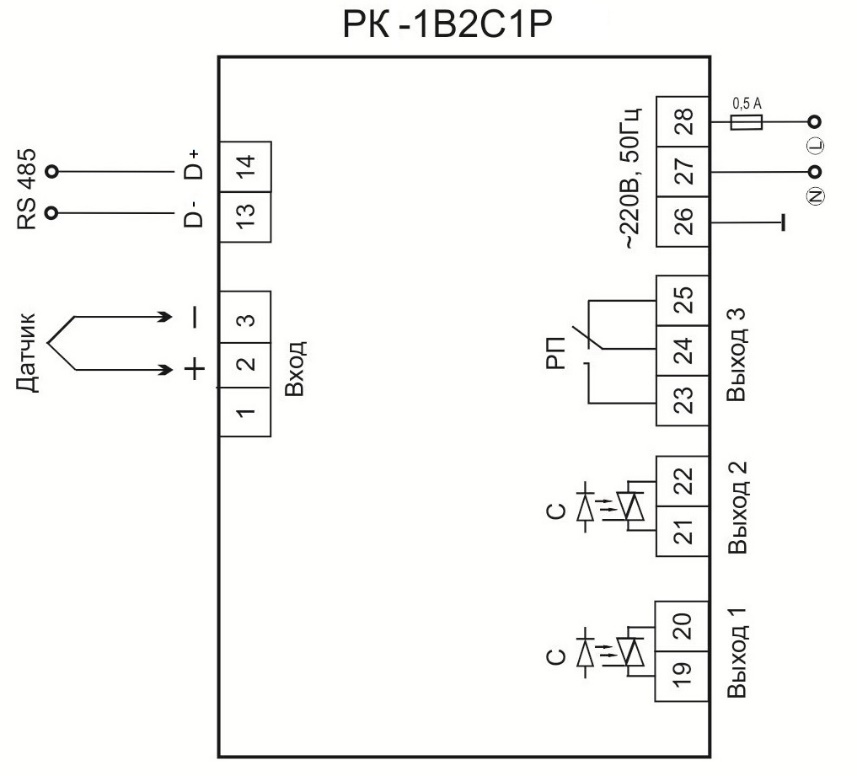 РК -1В2С1Р
RS 485
D+
D-
14
13
Датчик
–
+
3
2
1
Вход
~220В, 50Гц
28
27
26
0,5 А
L
N
РП
25
24
23
Выход 3
С
22
21
Выход 2
С
20
19
Выход 1